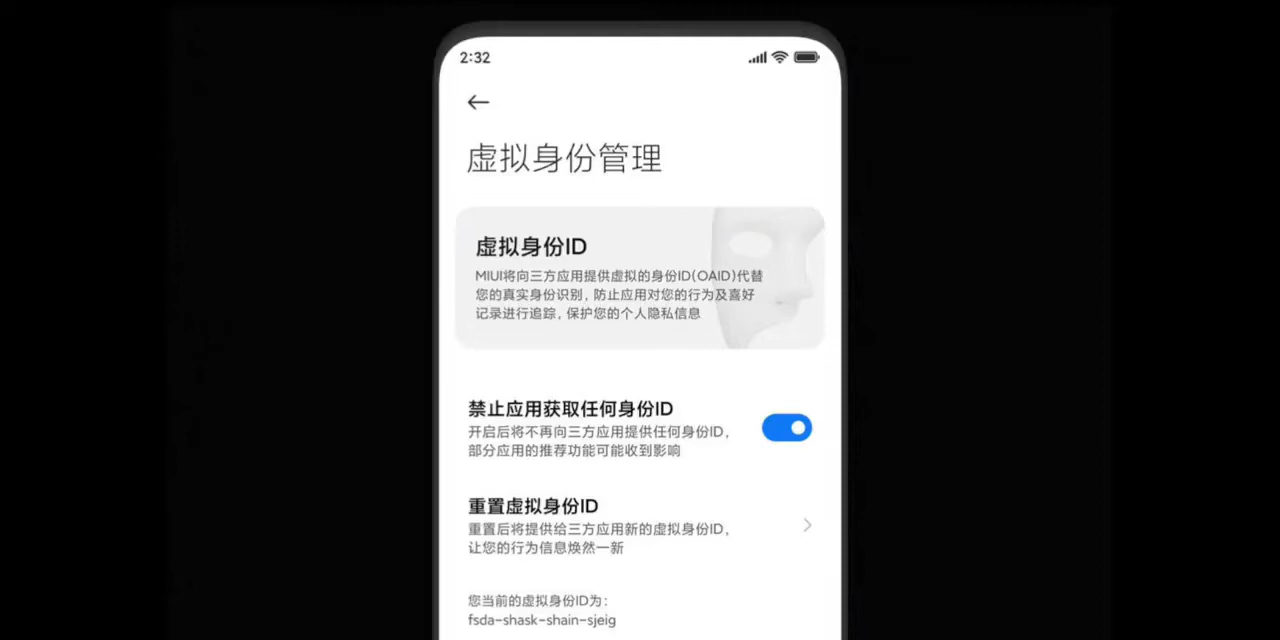 2:32
虚拟身份管理
虚拟身份ID
MIUI将向三方应用提供虚拟的身份ID(OAID)代替
您的真实身份识别，防止应用对您的行为及喜好
记录进行追踪，保护您的个人隐私信息
禁止应用获取任何身份ID
开启后将不再向三方应用提供任何身份ID，
部分应用的推荐功能可能收到影响
重置虚拟身份ID
重置后将提供给三方应用新的虚拟身份ID，
让您的行为信息焕然一新
您当前的虚拟身份ID为：
fsda-shask-shain-sjeig